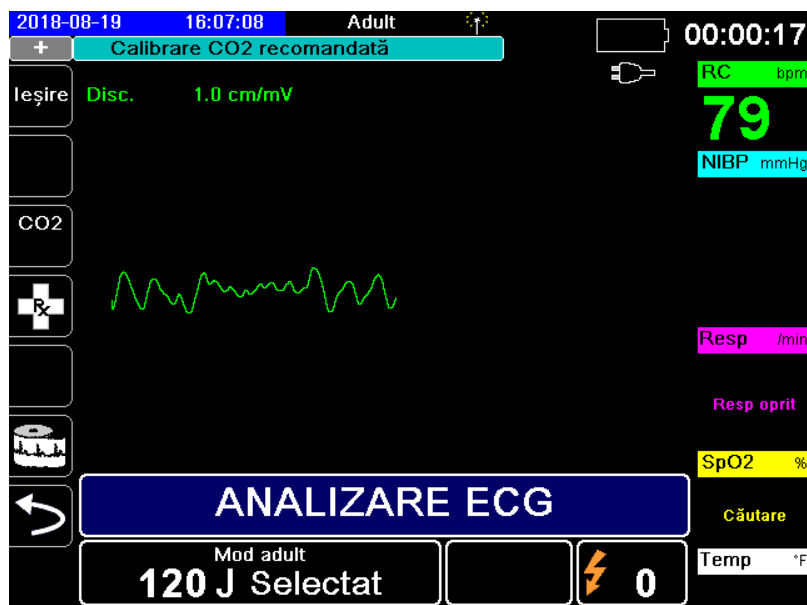 2018-08-19 16:07:08 Adult
00:00:17
+ Calibrare CO2 recomandată
RC bpm
79
Ieșire
Disc. 1.0 cm/mV
NIBP mmHg
CO2
Rx
Resp /min
Resp oprit
SpO2 %
Căutare
ANALIZARE ECG
Mod adult
120 J Selectat
0
Temp °F